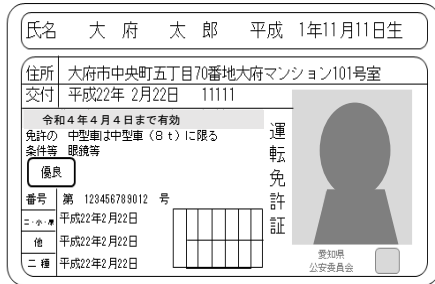 氏名 大府 太郎 平成 1年11月11日生
住所 大府市中央町五丁目70番地大府マンション101号室
交付 平成22年 2月22日 11111
令和4年4月4日まで有効
免許の 中型車は中型車(8t)に限る
条件等 眼鏡等
優良
番号 第 123456789012 号
二・小・原 平成22年2月22日
他 平成22年2月22日
二種 平成22年2月22日
運転免許証
愛知県
公安委員会